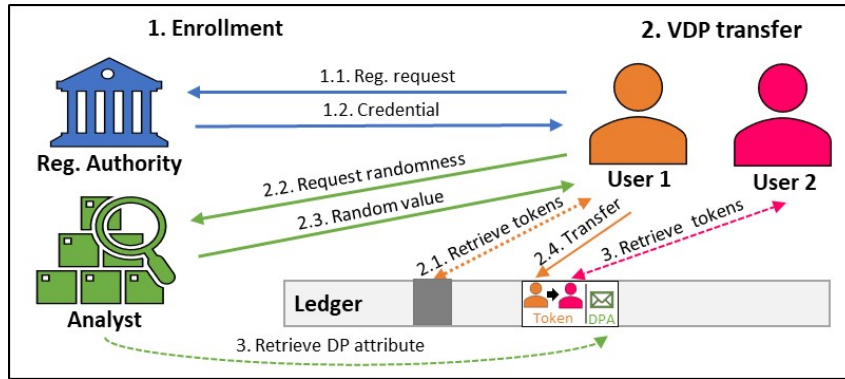 1. Enrollment
2. VDP transfer
1.1. Reg. request
1.2. Credential
Reg. Authority
User 1
User 2
2.2. Request randomness
2.3. Random value
2.1. Retrieve tokens
2.4. Transfer
3. Retrieve tokens
Analyst
Ledger
Token
DPA
3. Retrieve DP attribute